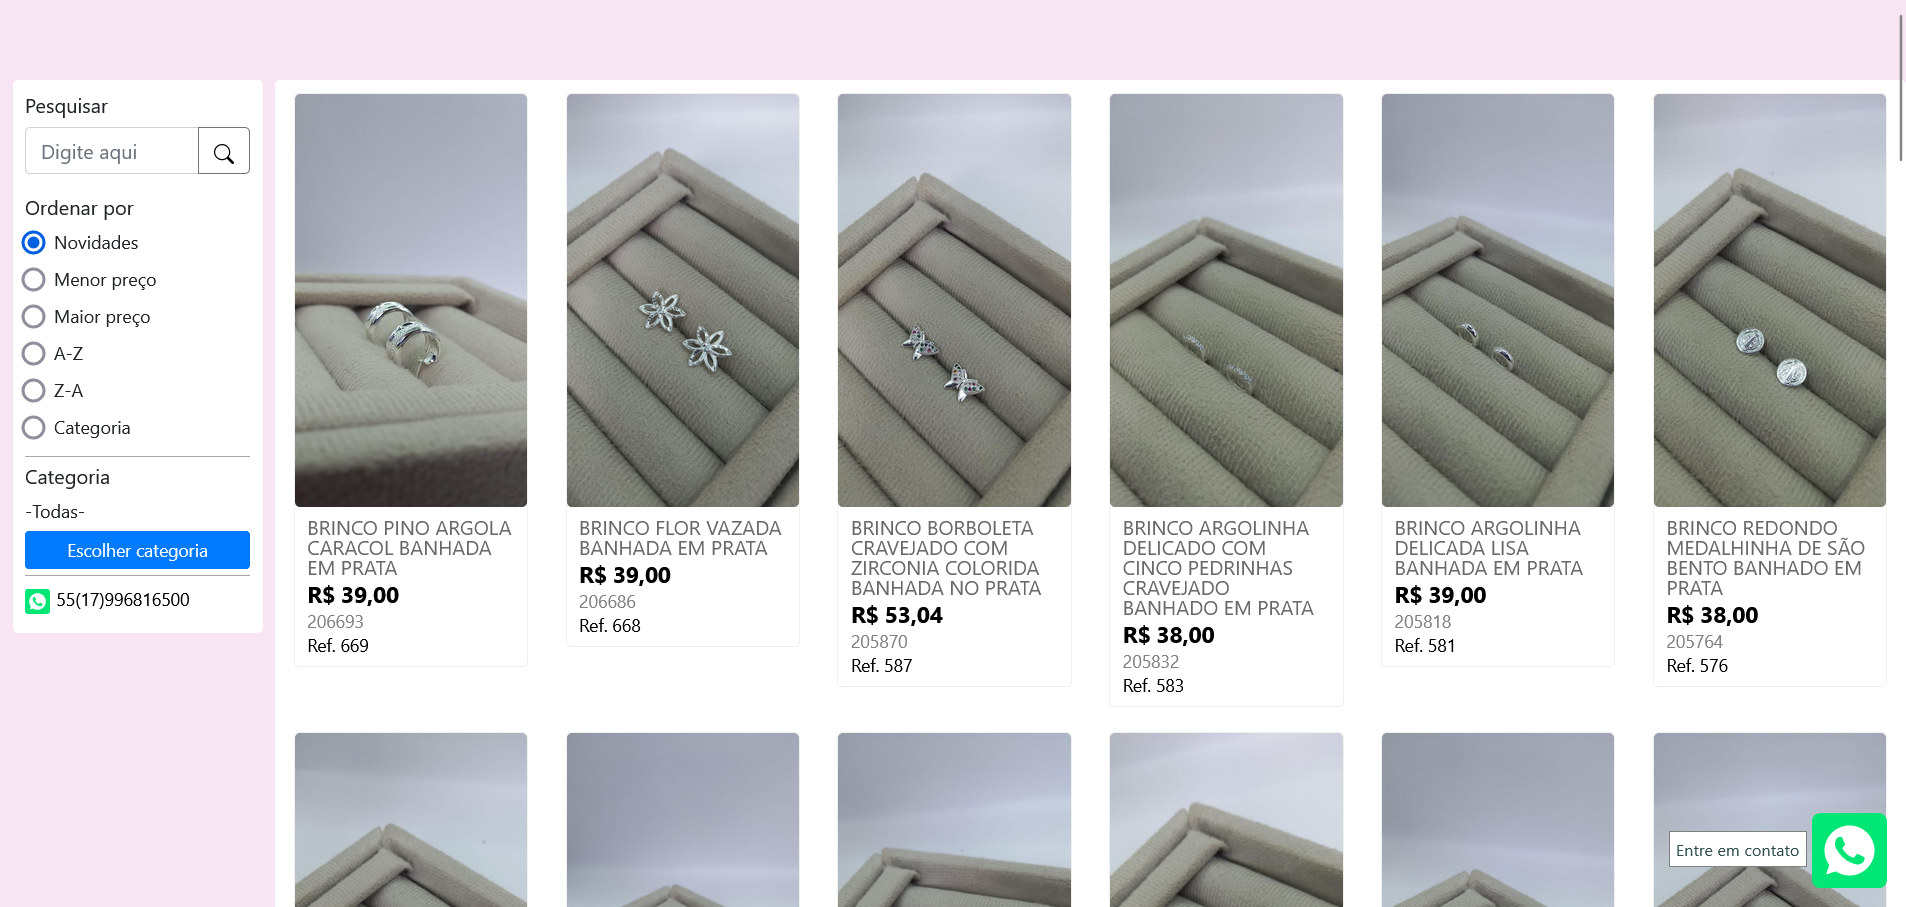 Pesquisar
Digite aqui
Ordenar por
Novidades
Menor preço
Maior preço
A-Z
Z-A
Categoria
Categoria
-Todas-
Escolher categoria
55(17)996816500
BRINCO PINO ARGOLA
CARACOL BANHADA
EM PRATA
R$ 39,00
206693
Ref. 669
BRINCO FLOR VAZADA
BANHADA EM PRATA
R$ 39,00
206686
Ref. 668
BRINCO BORBOLETA
CRAVEJADO COM
ZIRCONIA COLORIDA
BANHADA NO PRATA
R$ 53,04
205870
Ref. 587
BRINCO ARGOLINHA
DELICADO COM
CINCO PEDRINHAS
CRAVEJADO
BANHADO EM PRATA
R$ 38,00
205832
Ref. 583
BRINCO ARGOLINHA
DELICADA LISA
BANHADA EM PRATA
R$ 39,00
205818
Ref. 581
BRINCO REDONDO
MEDALHINHA DE SÃO
BENTO BANHADO EM
PRATA
R$ 38,00
205764
Ref. 576
Entre em contato